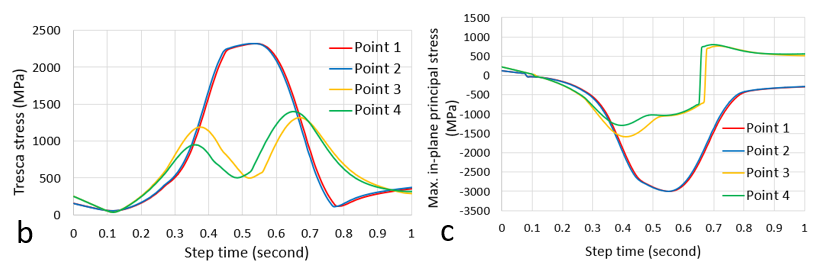 2500
2000
1500
1000
500
0
Tresca stress (MPa)
0 0.1 0.2 0.3 0.4 0.5 0.6 0.7 0.8 0.9 1
Step time (second)
Point 1
Point 2
Point 3
Point 4
b
1500
1000
500
0
-500
-1000
-1500
-2000
-2500
-3000
-3500
Max. in-plane principal stress
(MPa)
0 0.1 0.2 0.3 0.4 0.5 0.6 0.7 0.8 0.9 1
Step time (second)
Point 1
Point 2
Point 3
Point 4
c